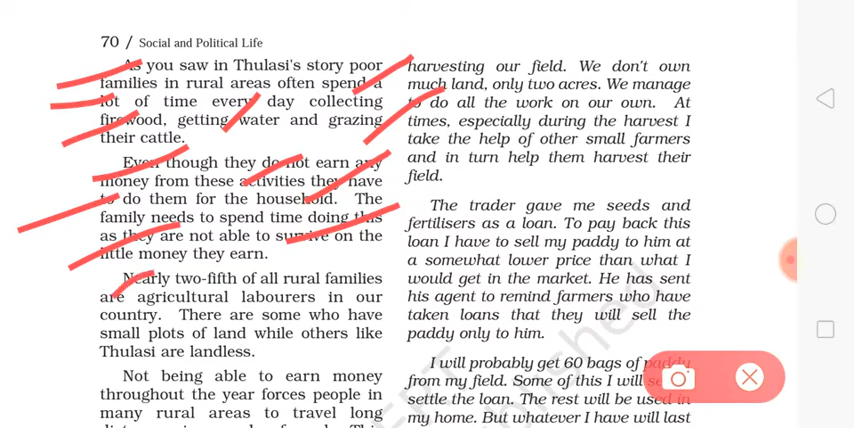 70 / Social and Political Life
As you saw in Thulasi's story poor
families in rural areas often spend a
lot of time every day collecting
firewood, getting water and grazing
their cattle.
Even though they do not earn any
money from these activities they have
to do them for the household. The
family needs to spend time doing this
as they are not able to survive on the
little money they earn.
Nearly two-fifth of all rural families
are agricultural labourers in our
country. There are some who have
small plots of land while others like
Thulasi are landless.
Not being able to earn money
throughout the year forces people in
many rural areas to travel long
harvesting our field. We don't own
much land, only two acres. We manage
to do all the work on our own. At
times, especially during the harvest I
take the help of other small farmers
and in turn help them harvest their
field.
The trader gave me seeds and
fertilisers as a loan. To pay back this
loan I have to sell my paddy to him at
a somewhat lower price than what I
would get in the market. He has sent
his agent to remind farmers who have
taken loans that they will sell the
paddy only to him.
I will probably get 60 bags of paddy
from my field. Some of this I will
settle the loan. The rest will be used in
my home. But whatever I have will last